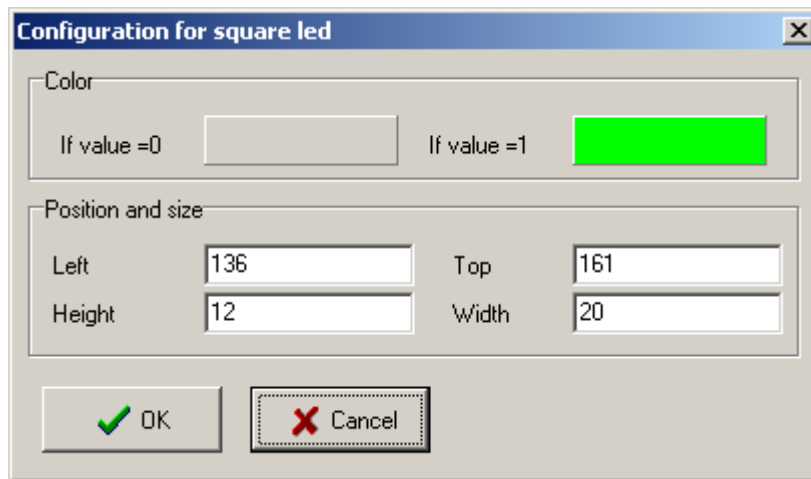 Configuration for square led
Color
If value =0 If value =1
Position and size
Left 136 Top 161
Height 12 Width 20
OK Cancel